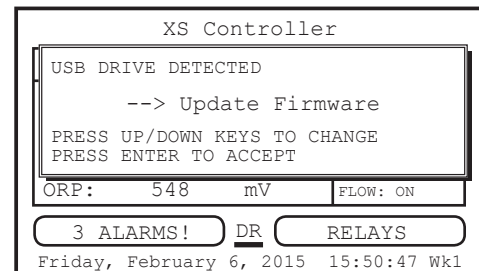 XS Controller
USB DRIVE DETECTED
--> Update Firmware
PRESS UP/DOWN KEYS TO CHANGE
PRESS ENTER TO ACCEPT
ORP: 548 mV FLOW: ON
3 ALARMS! DR RELAYS
Friday, February 6, 2015 15:50:47 Wk1